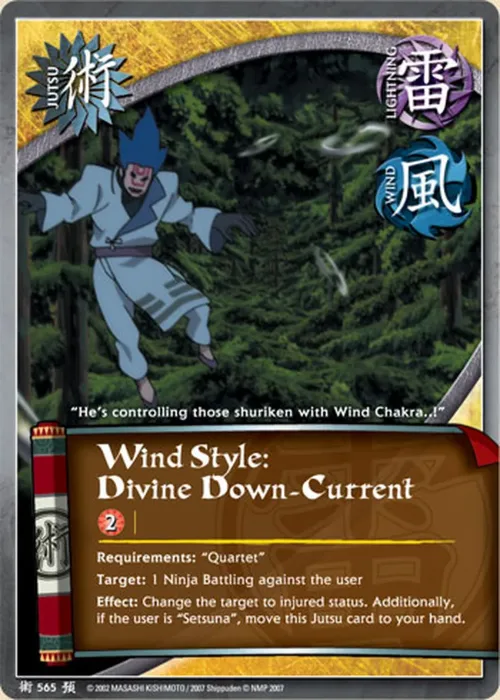 JUTSU 術
LIGHTNING 雷
WIND 風
"He's controlling those shuriken with Wind Chakra..!"
Wind Style:
Divine Down-Current
2
術
Requirements: "Quartet"
Target: 1 Ninja Battling against the user
Effect: Change the target to injured status. Additionally,
if the user is "Setsuna", move this Jutsu card to your hand.
術 565 © 2002 MASASHI KISHIMOTO / 2007 Shippuden © NMP 2007